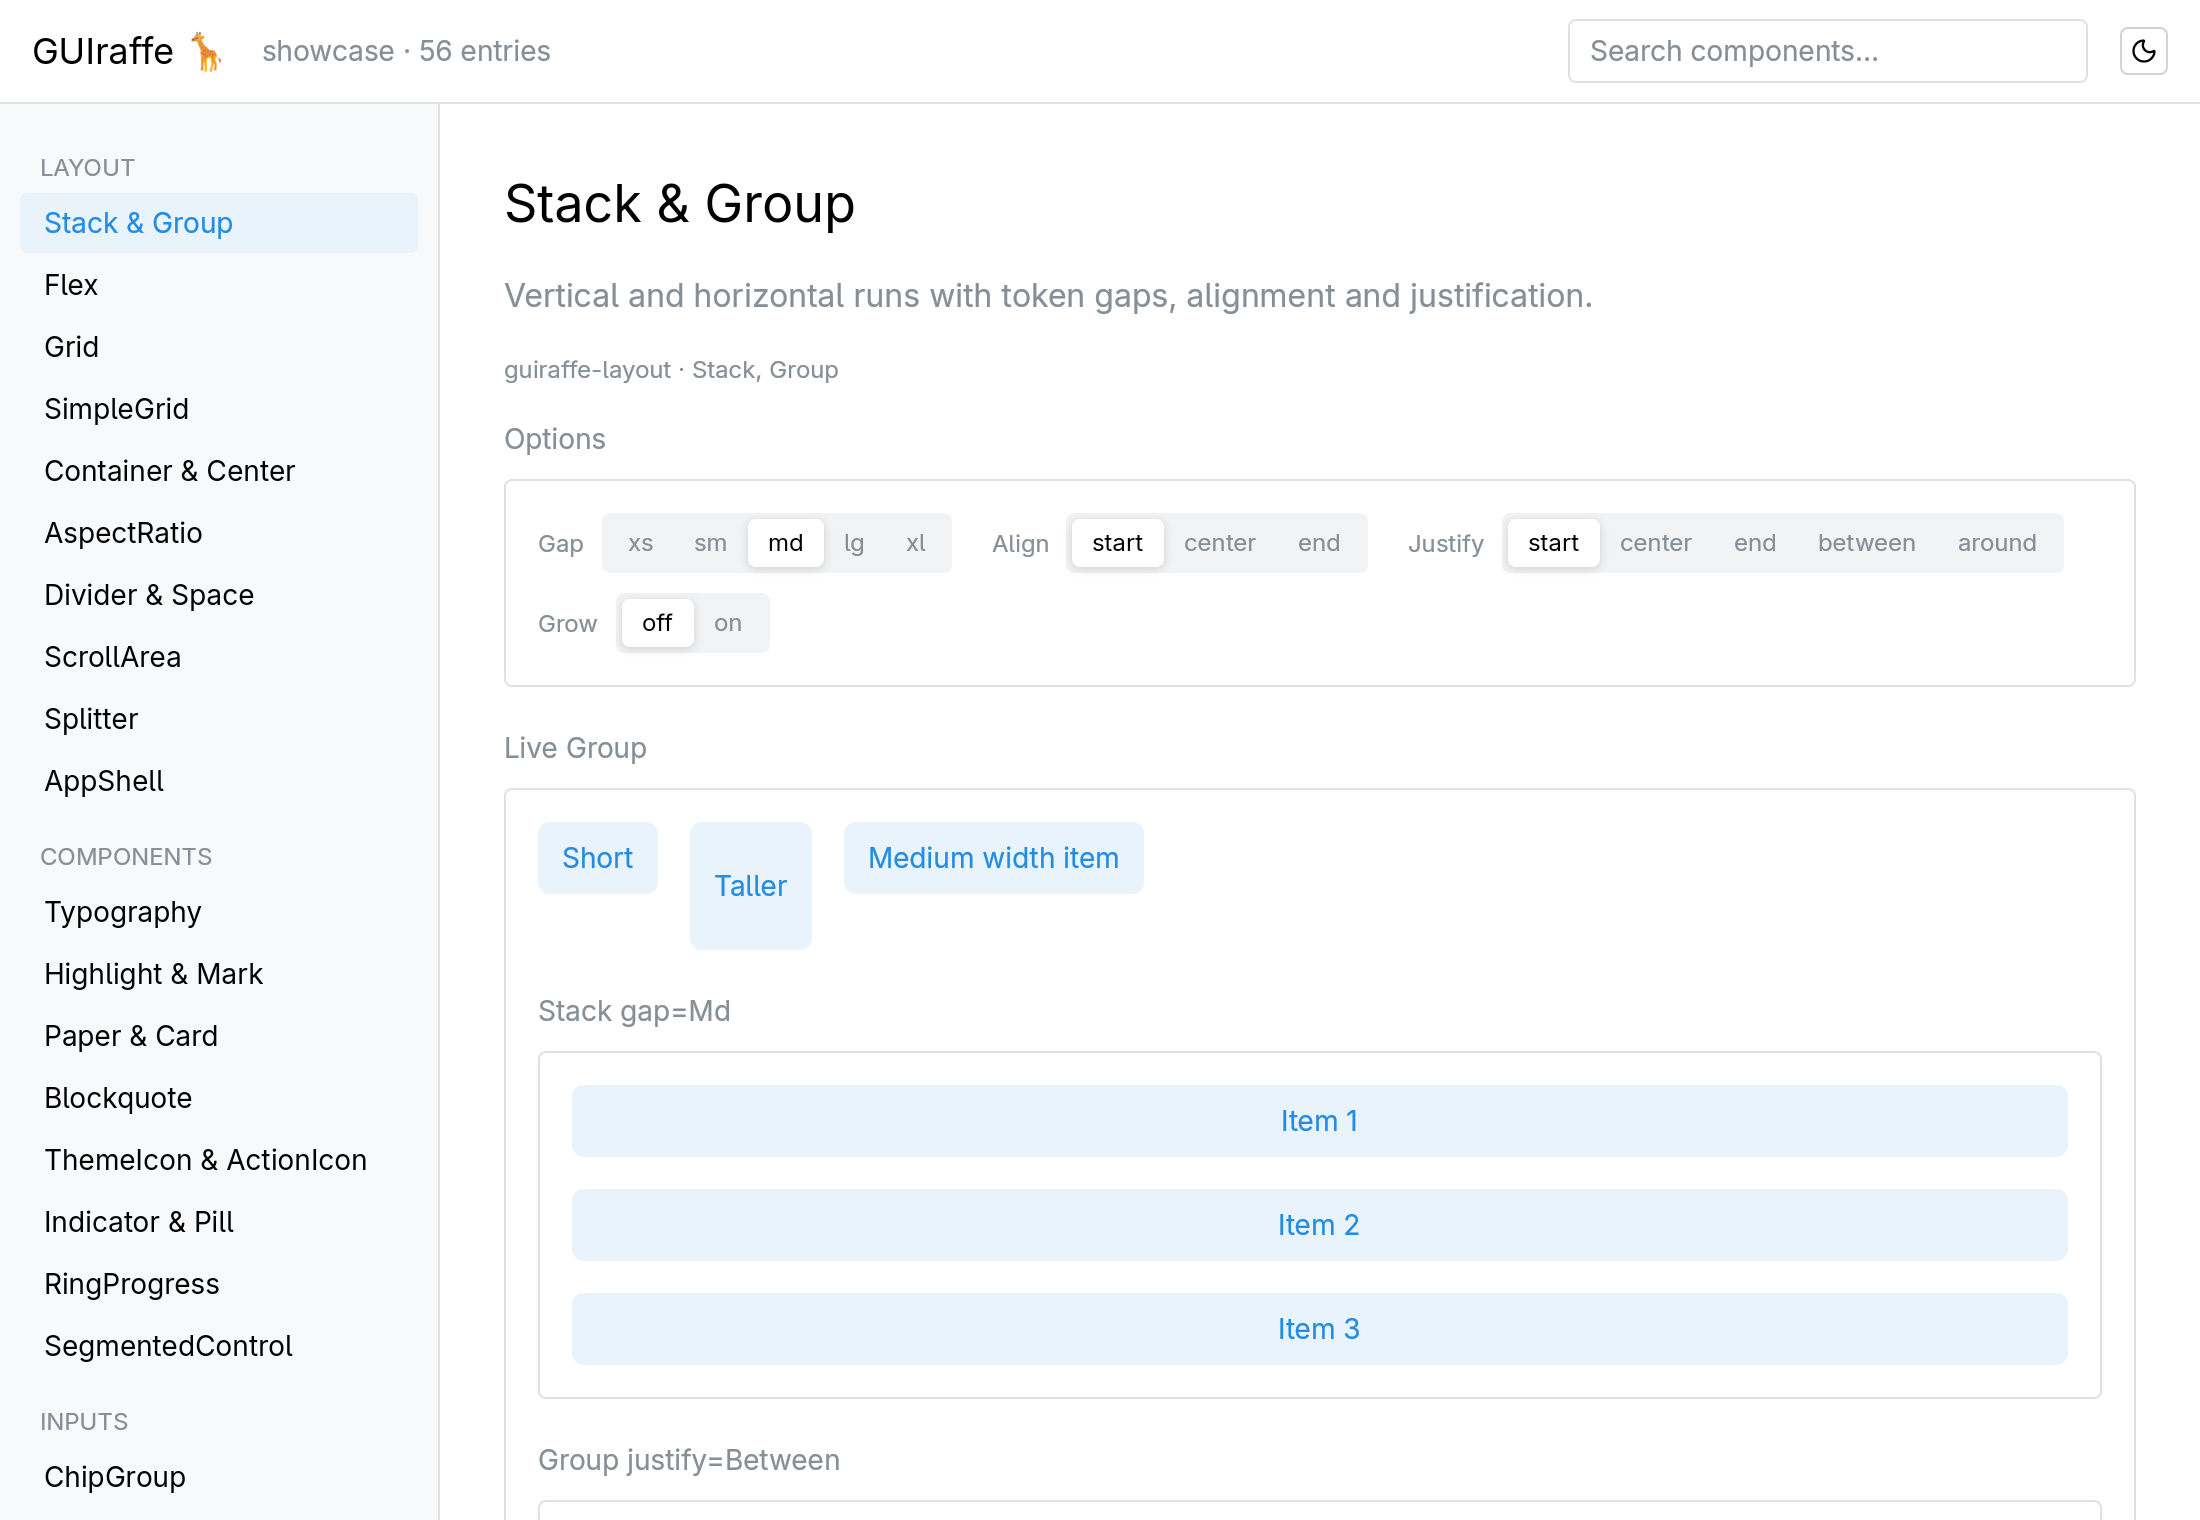 GUIraffe 🦒 showcase · 56 entries
Search components...
LAYOUT
Stack & Group
Flex
Grid
SimpleGrid
Container & Center
AspectRatio
Divider & Space
ScrollArea
Splitter
AppShell
COMPONENTS
Typography
Highlight & Mark
Paper & Card
Blockquote
ThemeIcon & ActionIcon
Indicator & Pill
RingProgress
SegmentedControl
INPUTS
ChipGroup
Stack & Group
Vertical and horizontal runs with token gaps, alignment and justification.
guiraffe-layout · Stack, Group
Options
Gap xs sm md lg xl Align start center end Justify start center end between around
Grow off on
Live Group
Short Taller Medium width item
Stack gap=Md
Item 1
Item 2
Item 3
Group justify=Between